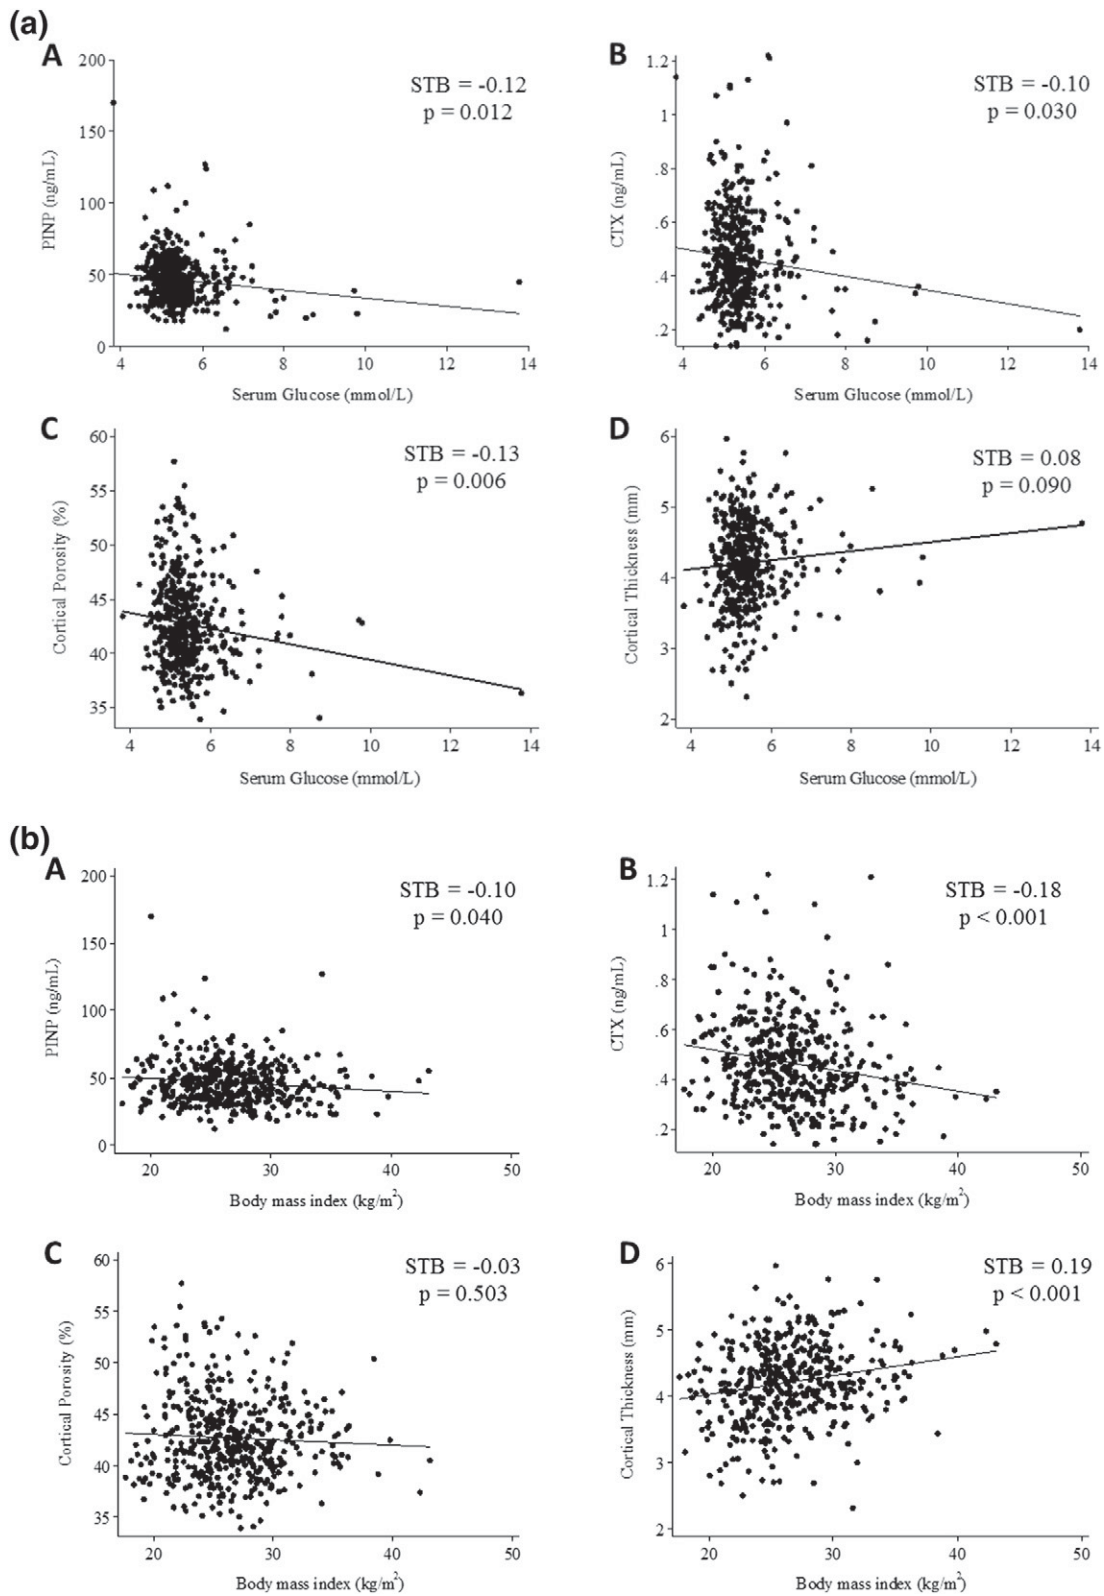 (a)
A
STB = -0.12
p = 0.012
200
150
100
50
0
PINP (ng/mL)
4 6 8 10 12 14
Serum Glucose (mmol/L)
B
STB = -0.10
p = 0.030
1.2
1
.8
.6
.4
.2
CTX (ng/mL)
4 6 8 10 12 14
Serum Glucose (mmol/L)
C
STB = -0.13
p = 0.006
60
55
50
45
40
35
Cortical Porosity (%)
4 6 8 10 12 14
Serum Glucose (mmol/L)
D
STB = 0.08
p = 0.090
6
5
4
3
2
Cortical Thickness (mm)
4 6 8 10 12 14
Serum Glucose (mmol/L)
(b)
A
STB = -0.10
p = 0.040
200
150
100
50
0
PINP (ng/mL)
20 30 40 50
Body mass index (kg/m²)
B
STB = -0.18
p < 0.001
1.2
1
.8
.6
.4
.2
CTX (ng/mL)
20 30 40 50
Body mass index (kg/m²)
C
STB = -0.03
p = 0.503
60
55
50
45
40
35
Cortical Porosity (%)
20 30 40 50
Body mass index (kg/m²)
D
STB = 0.19
p < 0.001
6
5
4
3
2
Cortical Thickness (mm)
20 30 40 50
Body mass index (kg/m²)